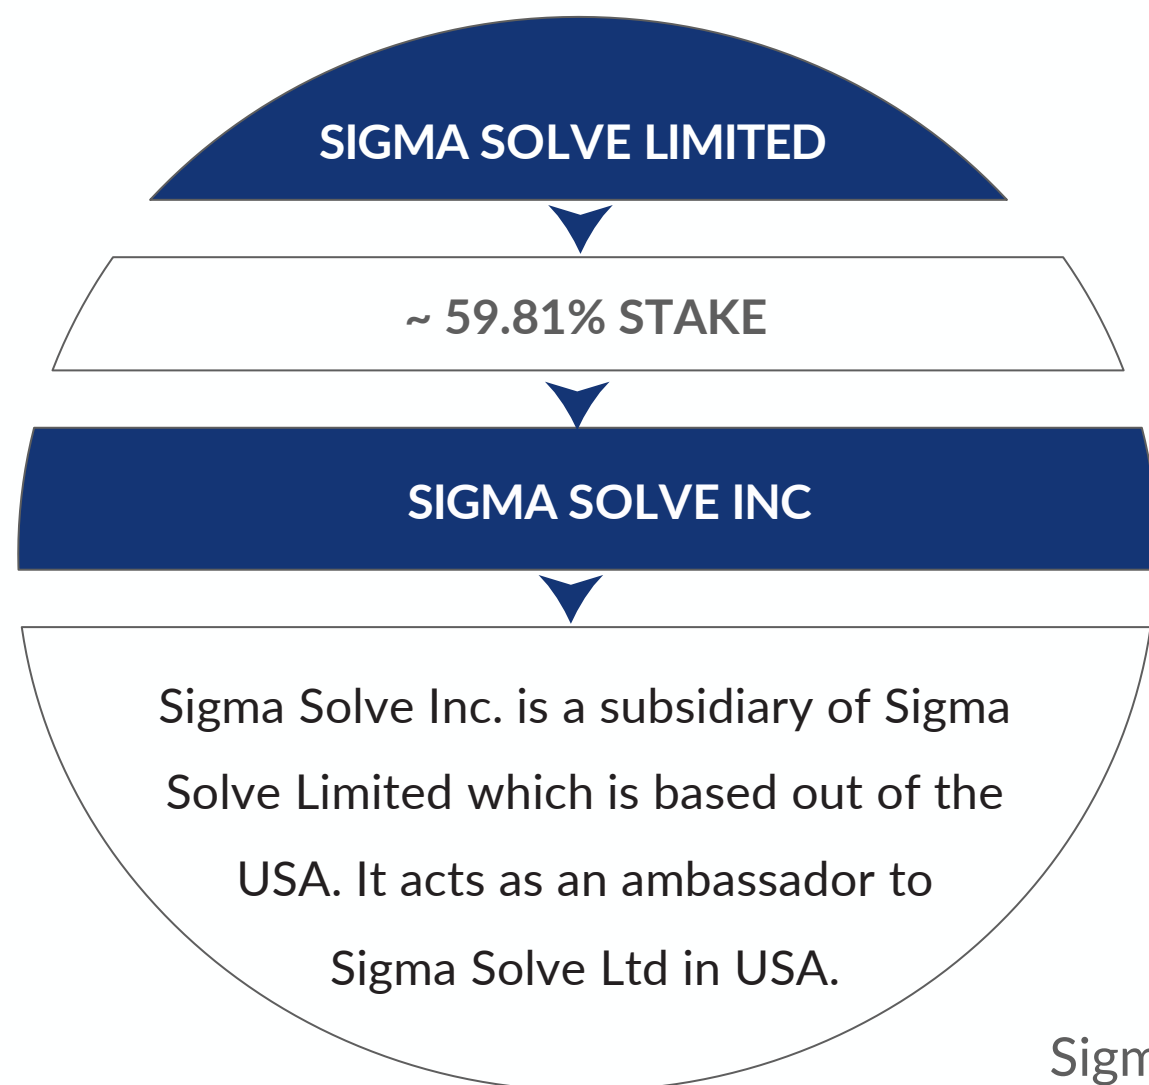 SIGMA SOLVE LIMITED
~ 59.81% STAKE
SIGMA SOLVE INC
Sigma Solve Inc. is a subsidiary of Sigma
Solve Limited which is based out of the
USA. It acts as an ambassador to
Sigma Solve Ltd in USA.